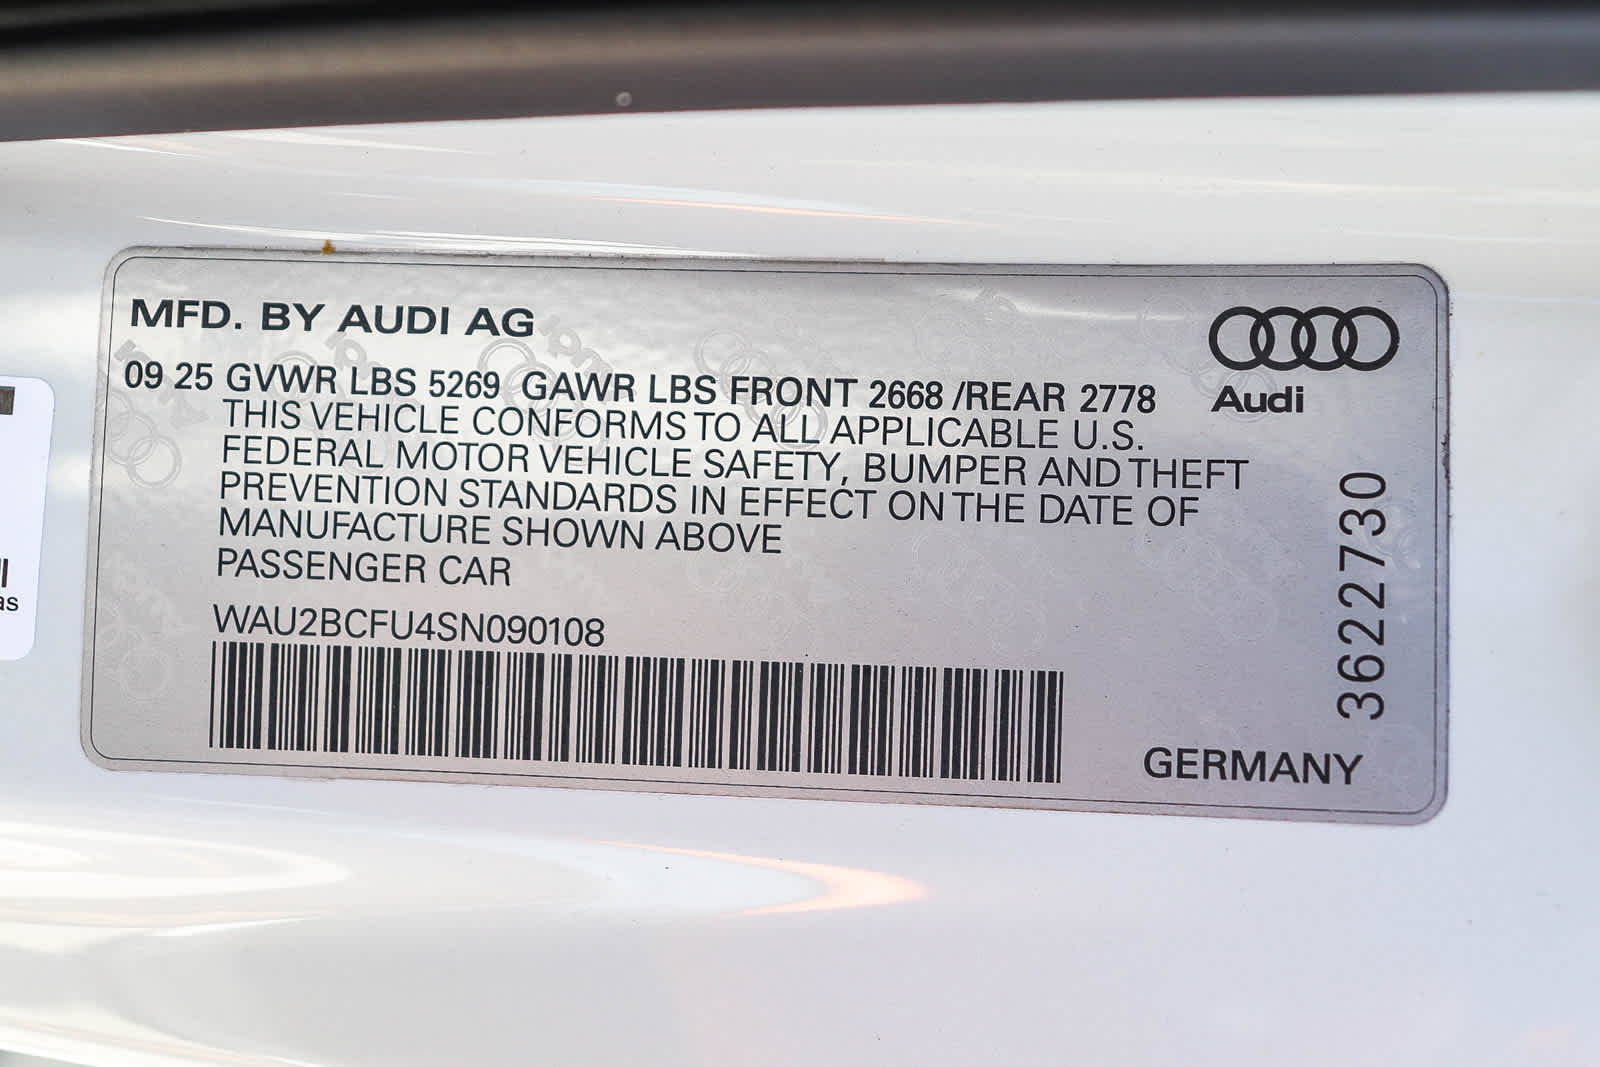 MFD. BY AUDI AG
09 25 GVWR LBS 5269 GAWR LBS FRONT 2668 /REAR 2778
THIS VEHICLE CONFORMS TO ALL APPLICABLE U.S.
FEDERAL MOTOR VEHICLE SAFETY, BUMPER AND THEFT
PREVENTION STANDARDS IN EFFECT ON THE DATE OF
MANUFACTURE SHOWN ABOVE
PASSENGER CAR
WAU2BCFU4SN090108
Audi
3622730
GERMANY